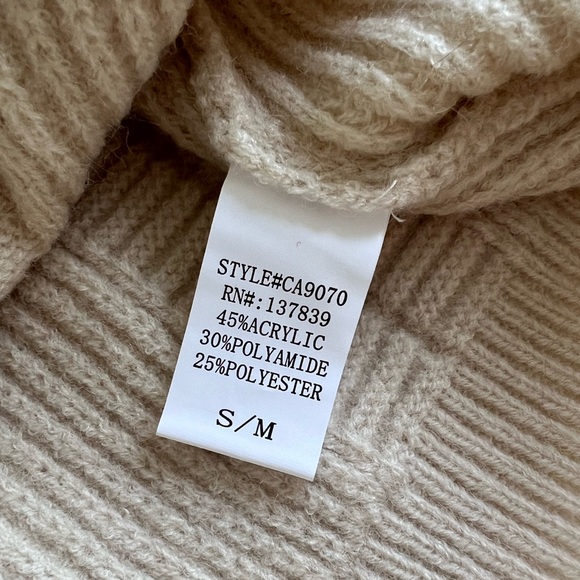 STYLE#CA9070
RN#:137839
45%ACRYLIC
30%POLYAMIDE
25%POLYESTER
S/M